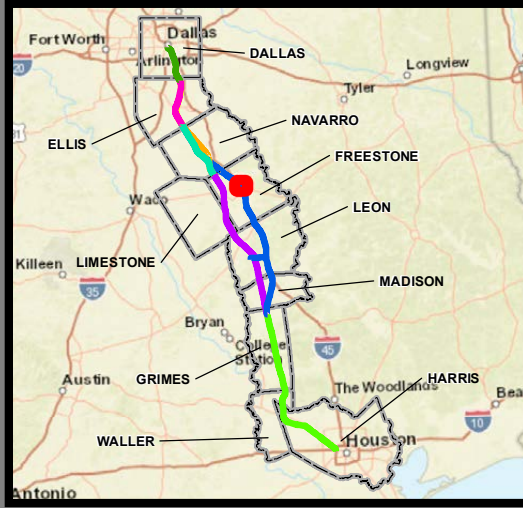 Dallas
Fort Worth
DALLAS
Arlington
Longview
20
Tyler
NAVARRO
ELLIS
FREESTONE
Waco
LEON
LIMESTONE
Killeen
MADISON
35
Bryan
College
Station
45
GRIMES
HARRIS
Austin
The Woodlands
Bea
10
WALLER
Houston
Antonio